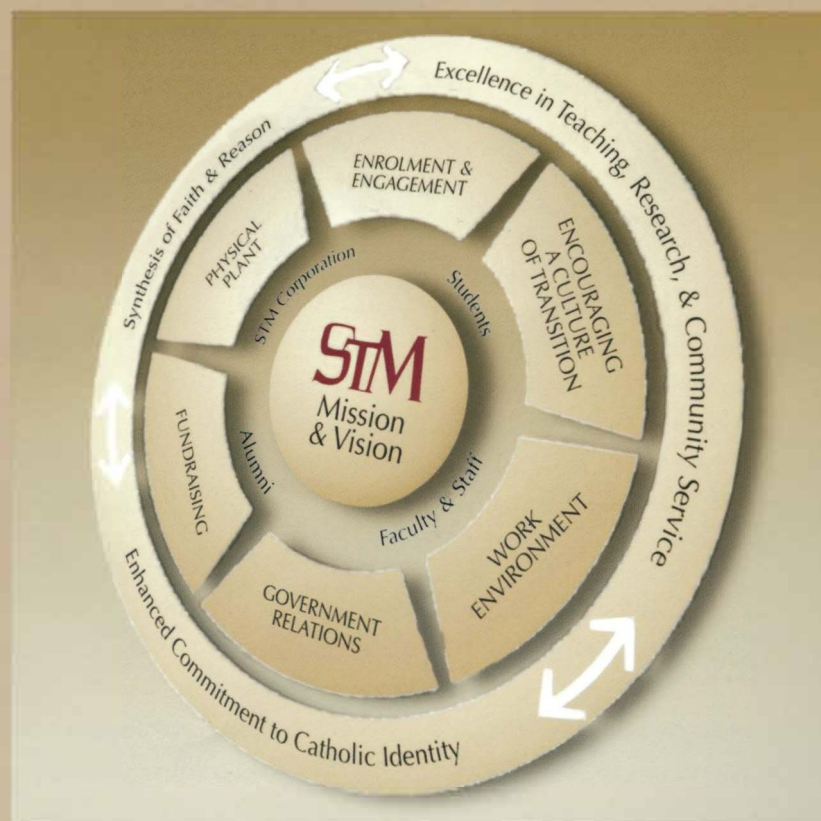 Excellence in Teaching, Research, & Community Service
Synthesis of Faith & Reason
Enhanced Commitment to Catholic Identity
ENROLMENT &
ENGAGEMENT
ENCOURAGING
A CULTURE
OF TRANSITION
WORK
ENVIRONMENT
GOVERNMENT
RELATIONS
FUNDRAISING
PHYSICAL
PLANT
STM Corporation
Students
Faculty & Staff
Alumni
STM
Mission
& Vision